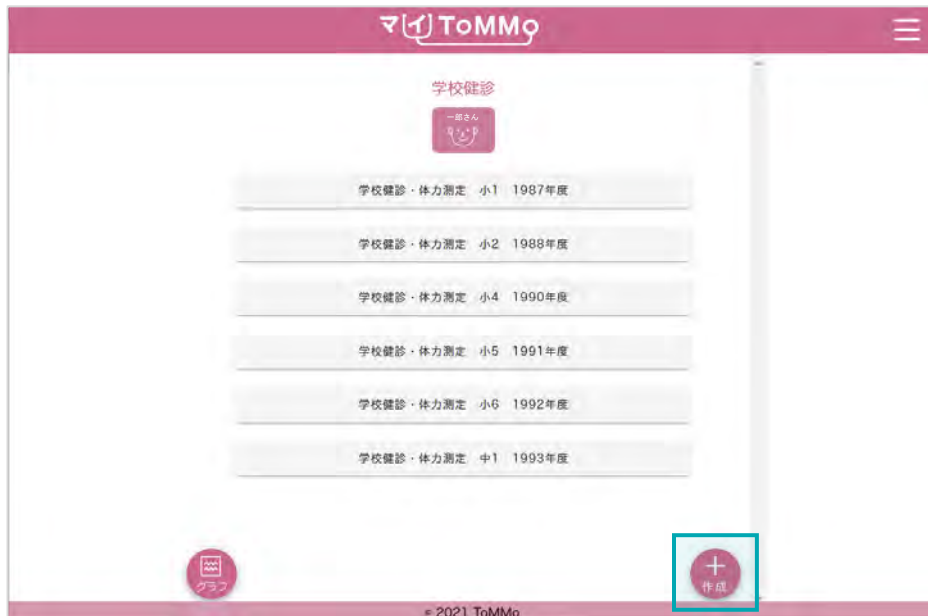 マイ ToMMo
学校健診
一郎さん
学校健診・体力測定 小1 1987年度
学校健診・体力測定 小2 1988年度
学校健診・体力測定 小4 1990年度
学校健診・体力測定 小5 1991年度
学校健診・体力測定 小6 1992年度
学校健診・体力測定 中1 1993年度
グラフ
作成
© 2021 ToMMo